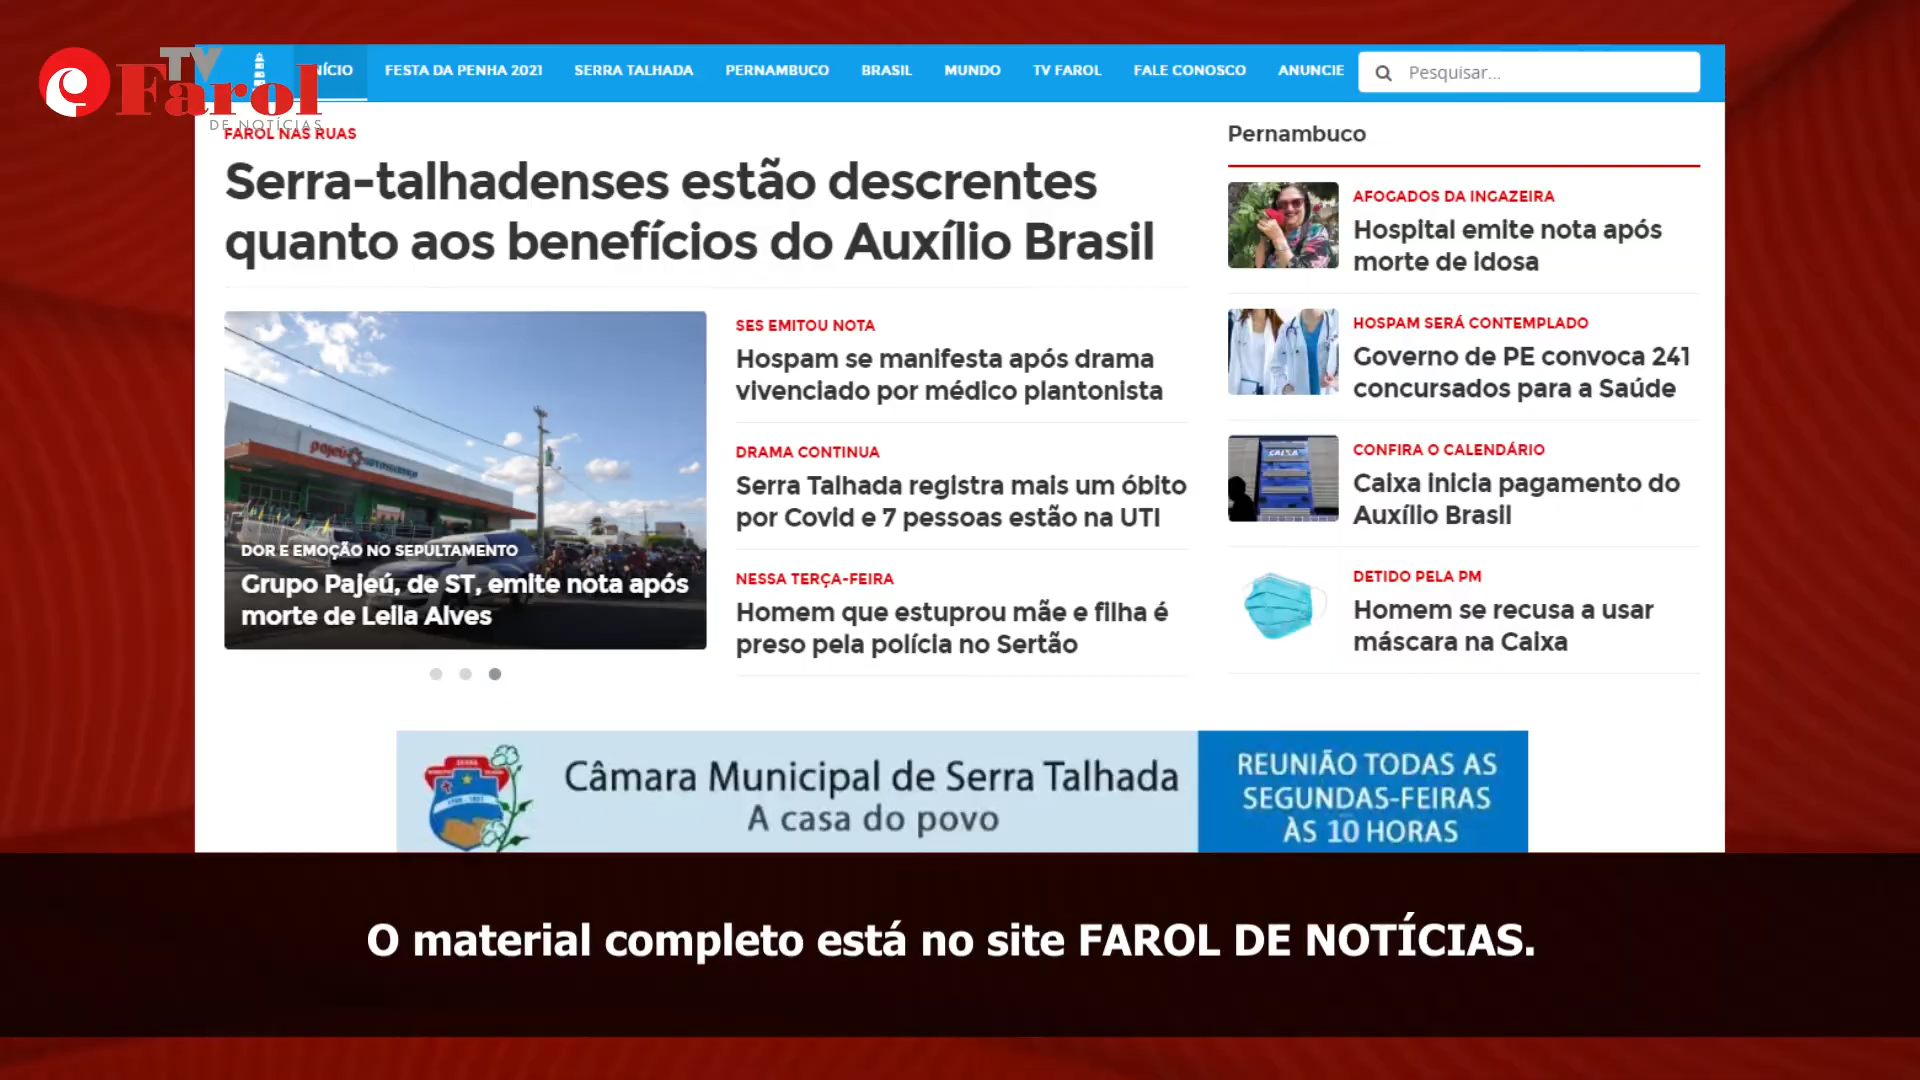 TV
Farol
DE NOTÍCIAS
INÍCIO
FESTA DA PENHA 2021
SERRA TALHADA
PERNAMBUCO
BRASIL
MUNDO
TV FAROL
FALE CONOSCO
ANUNCIE
Pesquisar...
FAROL NAS RUAS
Serra-talhadenses estão descrentes
quanto aos benefícios do Auxílio Brasil
pajeú
DOR E EMOÇÃO NO SEPULTAMENTO
Grupo Pajeú, de ST, emite nota após
morte de Leila Alves
SES EMITOU NOTA
Hospam se manifesta após drama
vivenciado por médico plantonista
DRAMA CONTINUA
Serra Talhada registra mais um óbito
por Covid e 7 pessoas estão na UTI
NESSA TERÇA-FEIRA
Homem que estuprou mãe e filha é
preso pela polícia no Sertão
Pernambuco
AFOGADOS DA INGAZEIRA
Hospital emite nota após
morte de idosa
HOSPAM SERÁ CONTEMPLADO
Governo de PE convoca 241
concursados para a Saúde
CAIXA
CONFIRA O CALENDÁRIO
Caixa inicia pagamento do
Auxílio Brasil
DETIDO PELA PM
Homem se recusa a usar
máscara na Caixa
SERRA
Câmara Municipal de Serra Talhada
A casa do povo
REUNIÃO TODAS AS
SEGUNDAS-FEIRAS
ÀS 10 HORAS
O material completo está no site FAROL DE NOTÍCIAS.